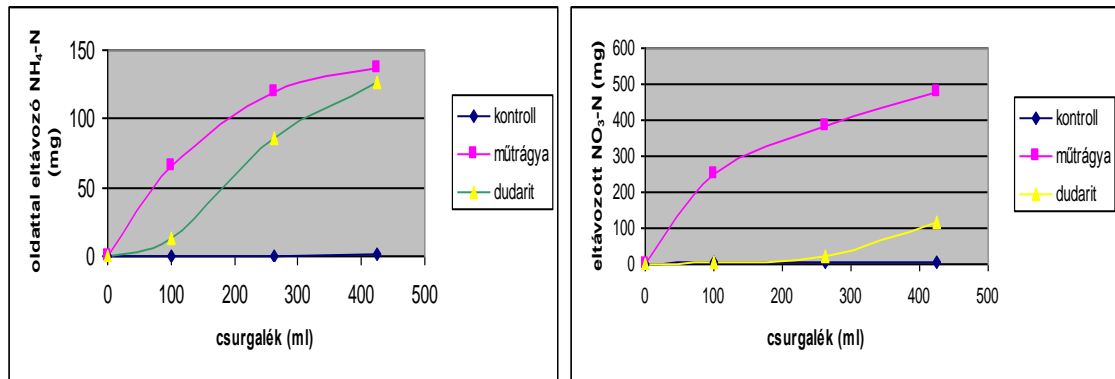 oldattal eltávozó NH₄-N
(mg)
150
100
50
0
0 100 200 300 400 500
csurgalék (ml)
kontroll
műtrágya
dudarit
eltávozott NO₃-N (mg)
600
500
400
300
200
100
0
0 100 200 300 400 500
csurgalék (ml)
kontroll
műtrágya
dudarit